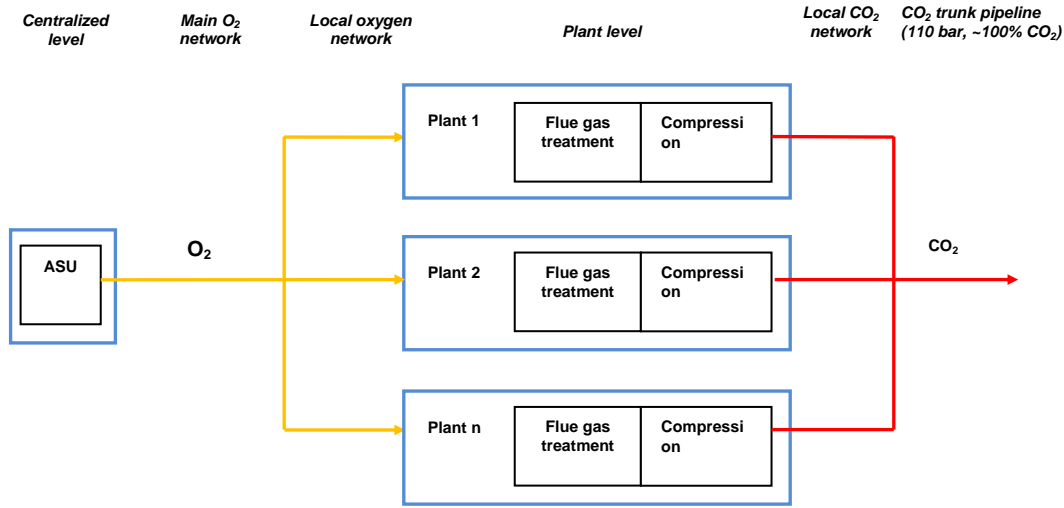 Centralized
level
Main O₂
network
Local oxygen
network
Plant level
Local CO₂
network
CO₂ trunk pipeline
(110 bar, ~100% CO₂)
Plant 1
Flue gas
treatment
Compressi
on
ASU
O₂
Plant 2
Flue gas
treatment
Compressi
on
CO₂
Plant n
Flue gas
treatment
Compressi
on